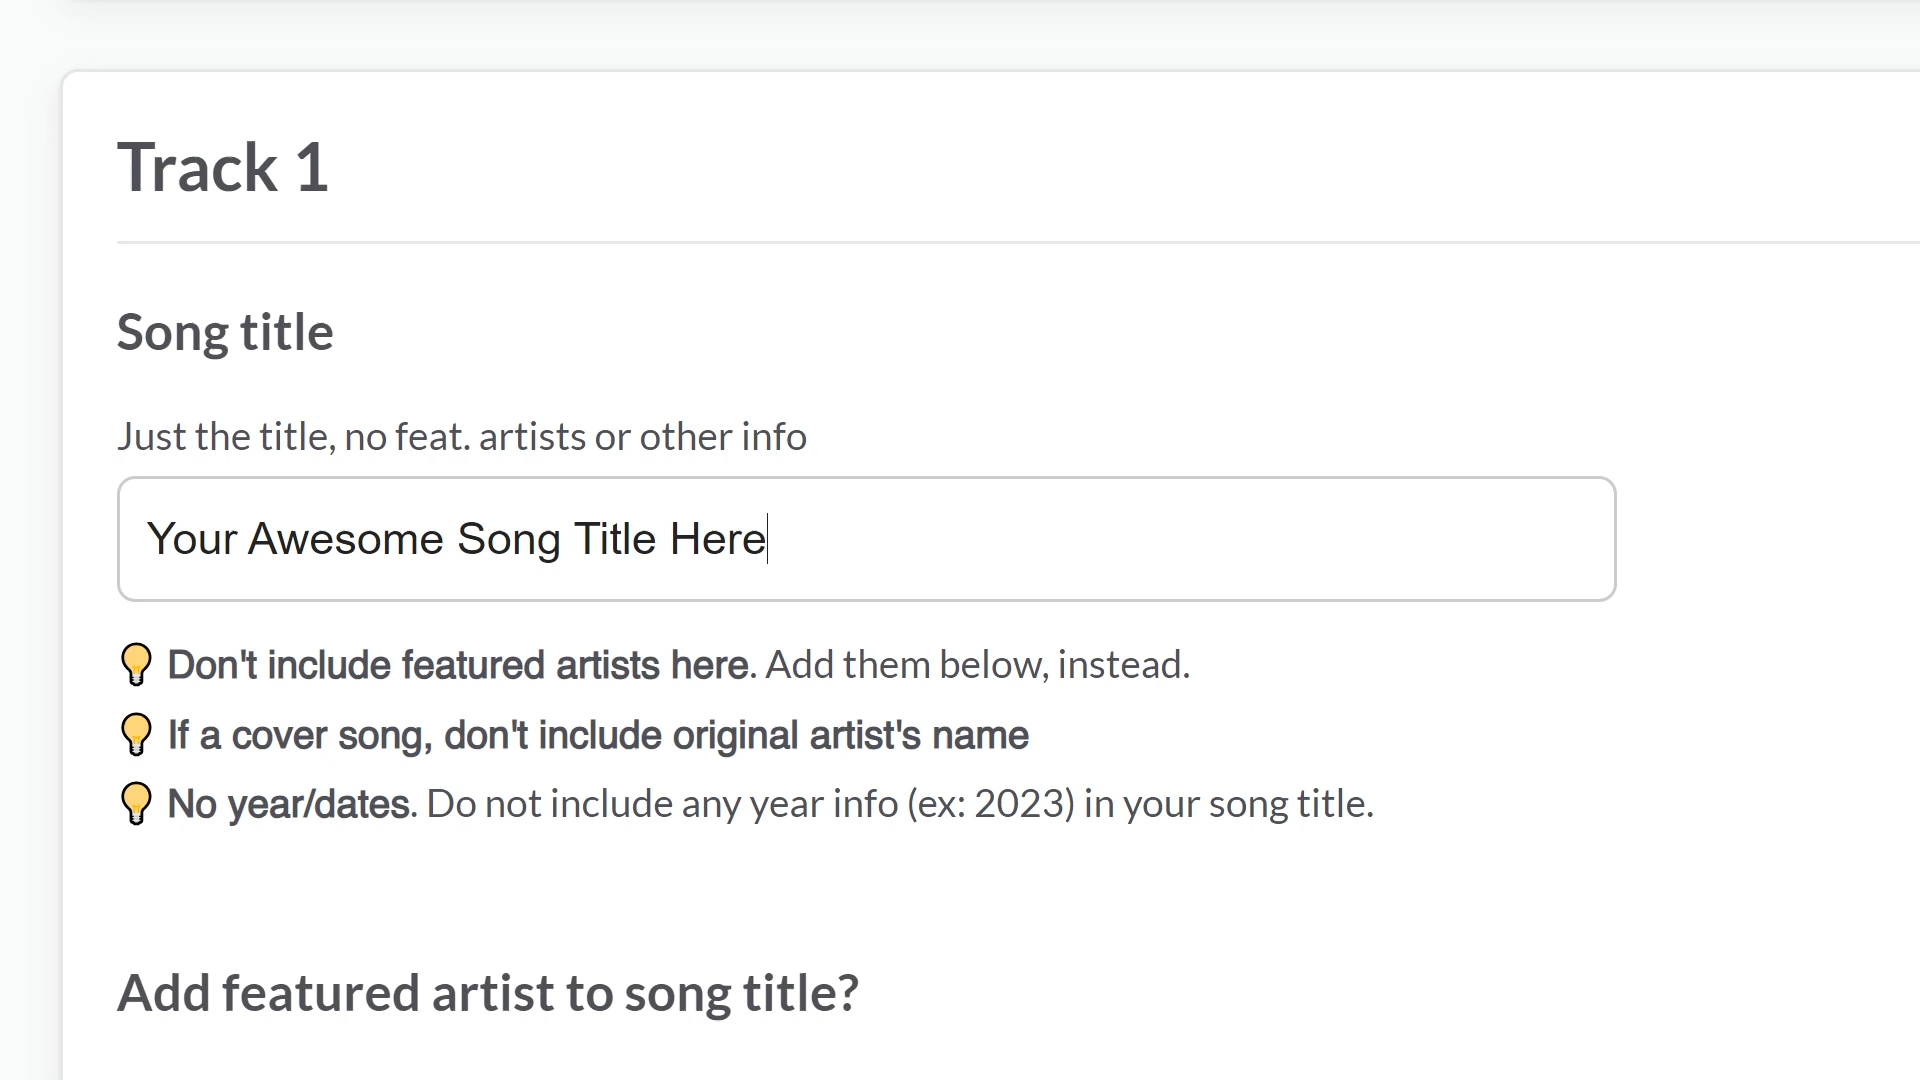 Track 1
Song title
Just the title, no feat. artists or other info
Your Awesome Song Title Here
Don't include featured artists here. Add them below, instead.
If a cover song, don't include original artist's name
No year/dates. Do not include any year info (ex: 2023) in your song title.
Add featured artist to song title?